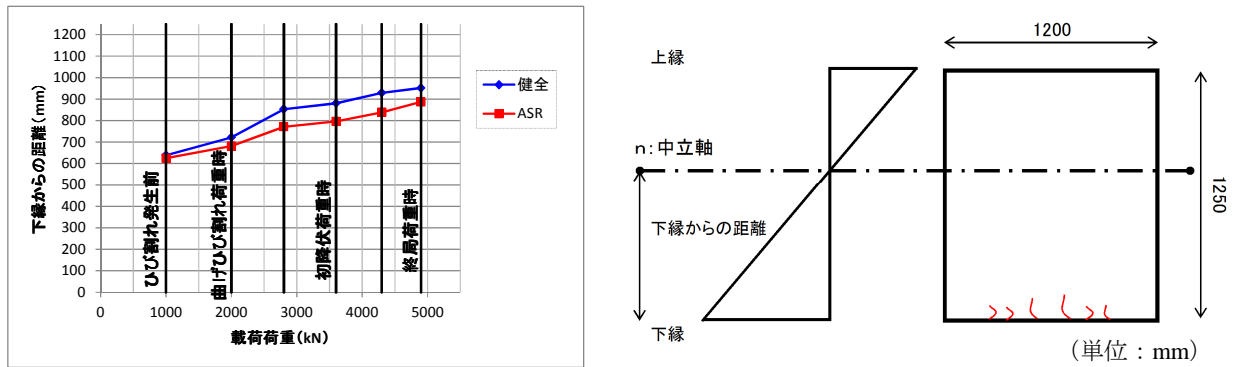 1200
1100
1000
900
800
700
600
500
400
300
200
100
0
下縁からの距離(mm)
ひび割れ発生前
曲げひび割れ荷重時
初降伏荷重時
終局荷重時
0 1000 2000 3000 4000 5000
載荷荷重(kN)
健全
ASR
上縁
n:中立軸
下縁からの距離
下縁
1200
1250
(単位:mm)